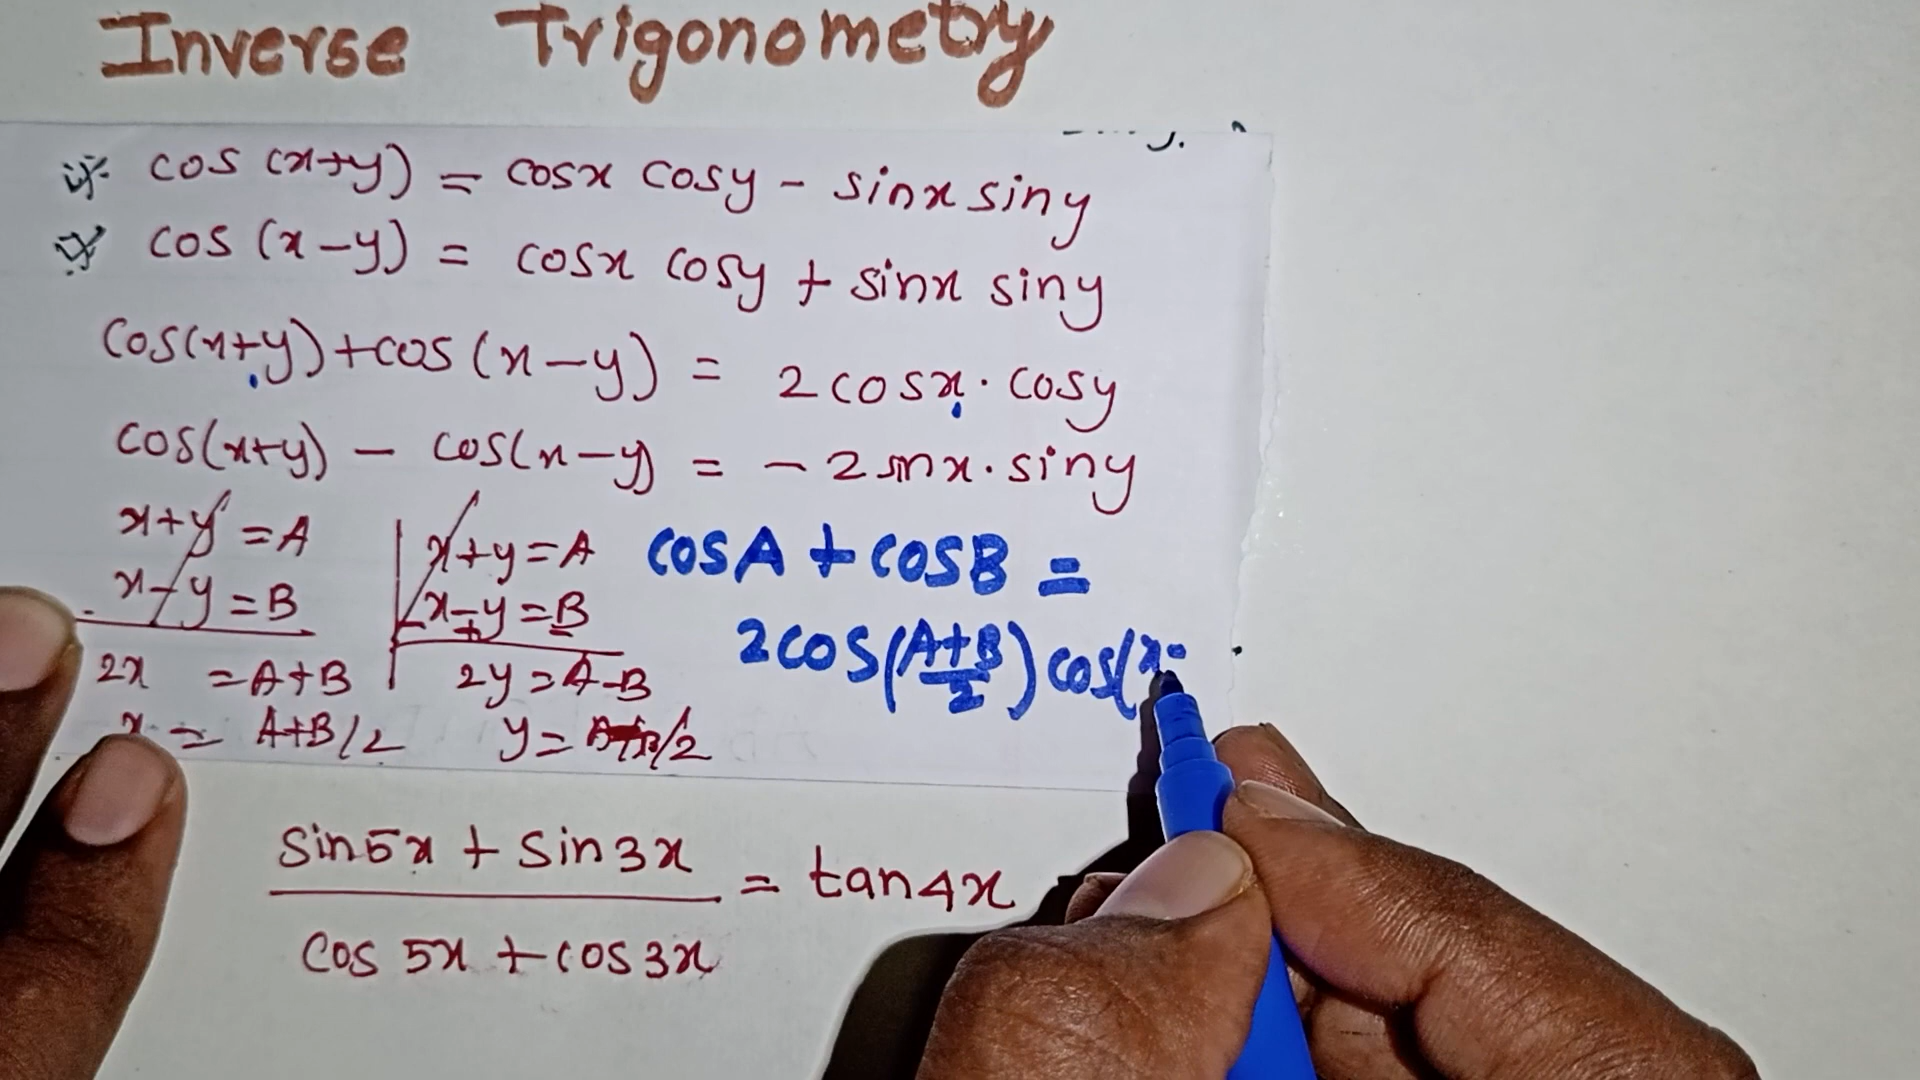 Inverse Trigonometry
cos (x+y) = cosx cosy - sinx siny
cos (x-y) = cosx cosy + sinx siny
cos(x+y)+cos(x-y) = 2cosx·cosy
cos(x+y) - cos(x-y) = -2sinx·siny
x+y=A
x-y=B
2x =A+B
x = A+B/2
x+y=A
x-y=B
2y=A-B
y=
cosA + cosB =
2cos(A+B/2) cos(x-
sin5x + sin3x
cos 5x + cos3x
= tan4x